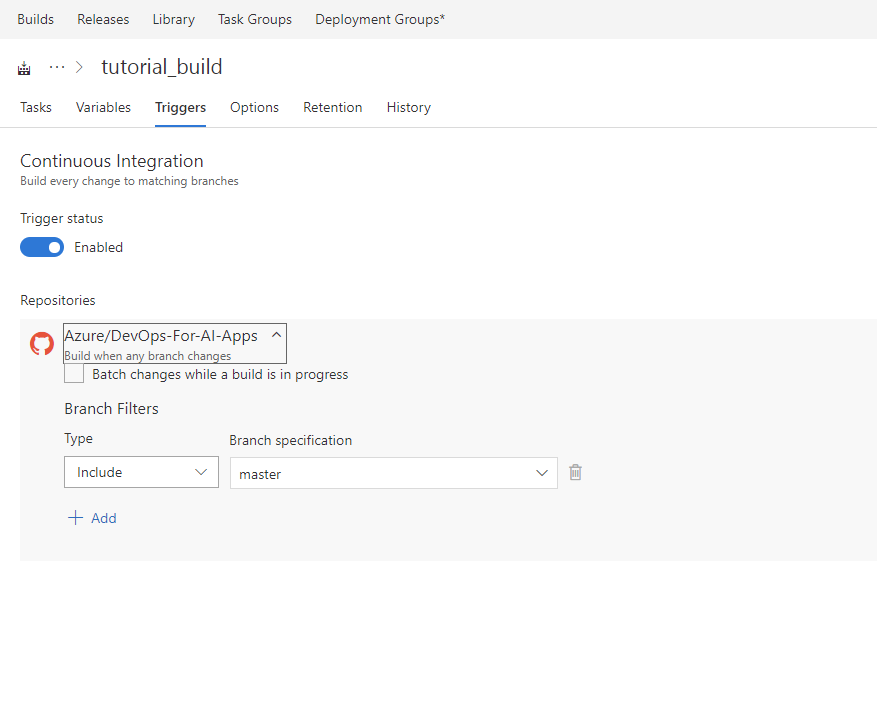 Builds Releases Library Task Groups Deployment Groups*
... > tutorial_build
Tasks Variables Triggers Options Retention History
Continuous Integration
Build every change to matching branches
Trigger status
Enabled
Repositories
Azure/DevOps-For-AI-Apps
Build when any branch changes
Batch changes while a build is in progress
Branch Filters
Type Branch specification
Include master
+ Add